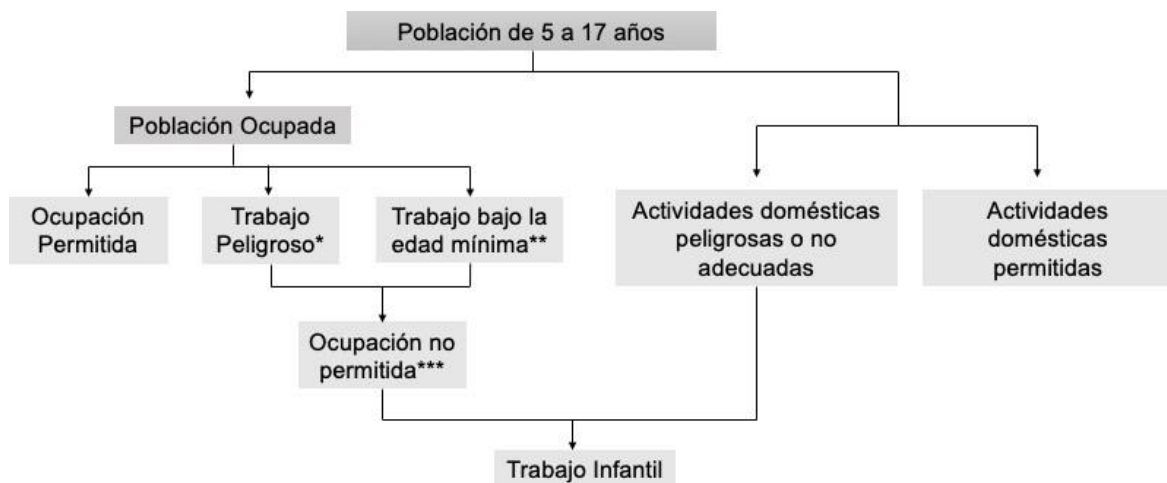 Población de 5 a 17 años
Población Ocupada
Ocupación
Permitida
Trabajo
Peligroso*
Trabajo bajo la
edad mínima**
Actividades domésticas
peligrosas o no
adecuadas
Actividades
domésticas
permitidas
Ocupación no
permitida***
Trabajo Infantil